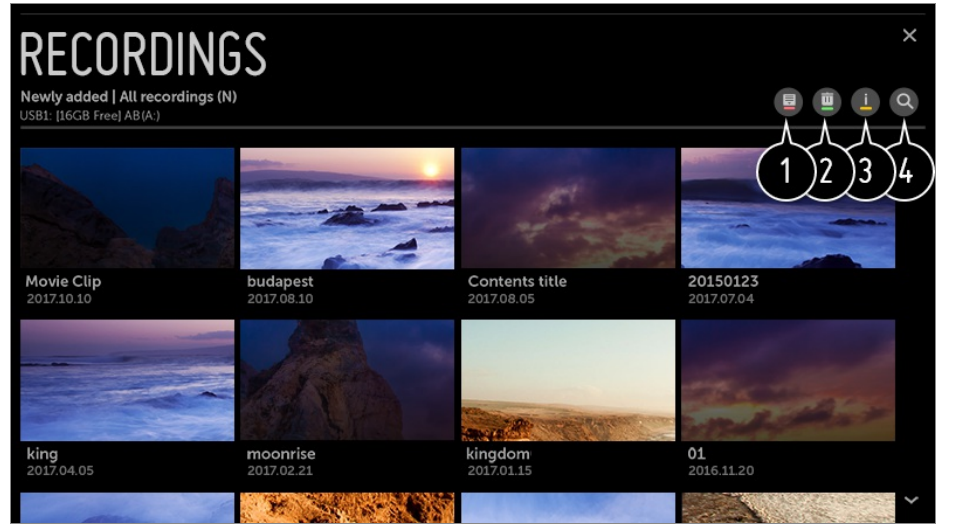 RECORDINGS
Newly added | All recordings (N)
USB1: [16GB Free] AB(A:)
1 2 3 4
Movie Clip budapest Contents title 20150123
2017.10.10 2017.08.10 2017.08.05 2017.07.04
king moonrise kingdom 01
2017.04.05 2017.02.21 2017.01.15 2016.11.20